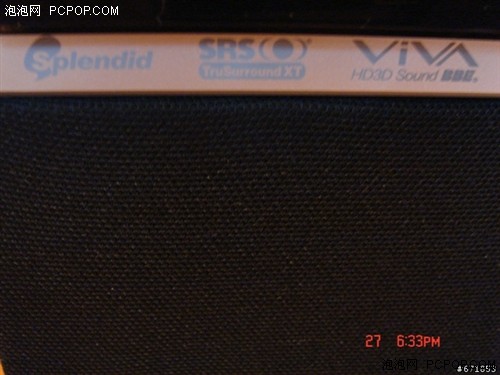 泡泡网 PCPOP.COM
Splendid
SRS(●)®
TruSurround XT
ViVA
HD3D Sound BBE®
27 6:33PM
泡泡网 PCPOP.COM
#671053